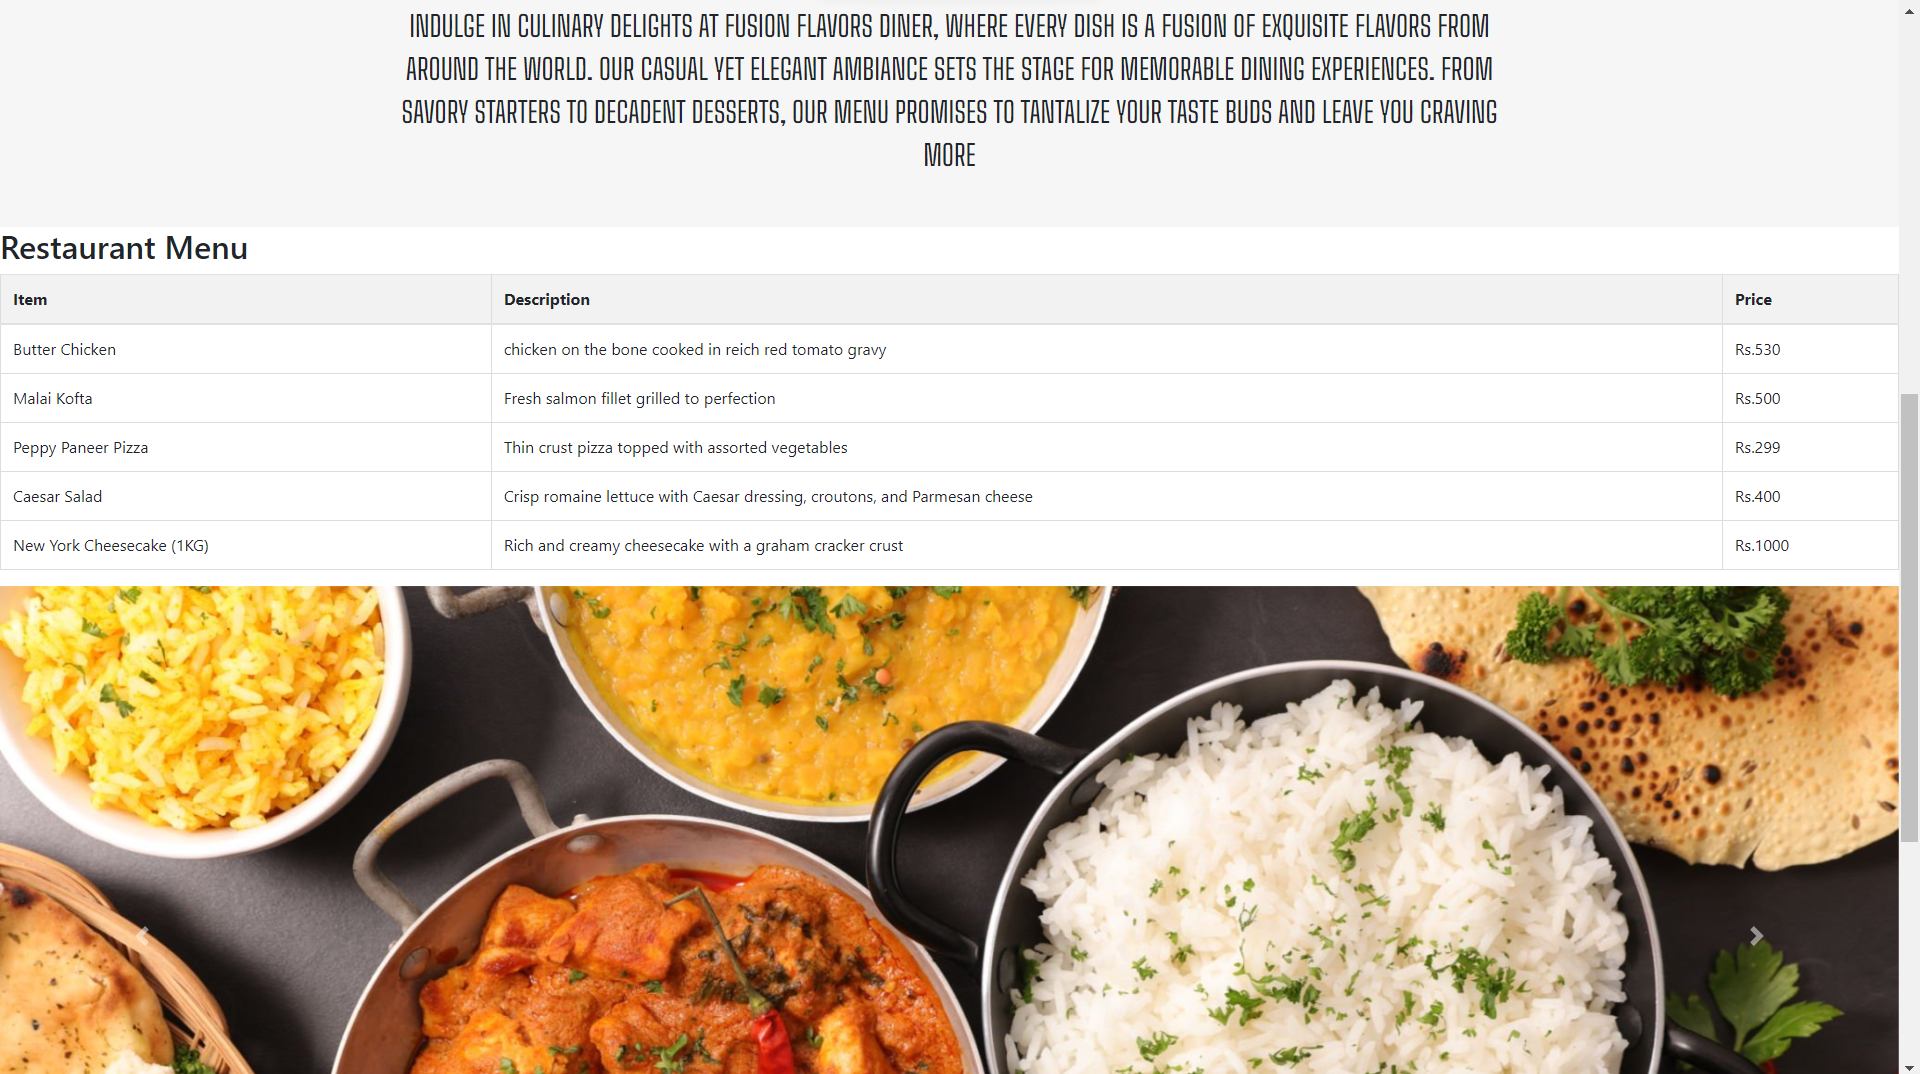 INDULGE IN CULINARY DELIGHTS AT FUSION FLAVORS DINER, WHERE EVERY DISH IS A FUSION OF EXQUISITE FLAVORS FROM
AROUND THE WORLD. OUR CASUAL YET ELEGANT AMBIANCE SETS THE STAGE FOR MEMORABLE DINING EXPERIENCES. FROM
SAVORY STARTERS TO DECADENT DESSERTS, OUR MENU PROMISES TO TANTALIZE YOUR TASTE BUDS AND LEAVE YOU CRAVING
MORE
Restaurant Menu
Item Description Price
Butter Chicken chicken on the bone cooked in reich red tomato gravy Rs.530
Malai Kofta Fresh salmon fillet grilled to perfection Rs.500
Peppy Paneer Pizza Thin crust pizza topped with assorted vegetables Rs.299
Caesar Salad Crisp romaine lettuce with Caesar dressing, croutons, and Parmesan cheese Rs.400
New York Cheesecake (1KG) Rich and creamy cheesecake with a graham cracker crust Rs.1000